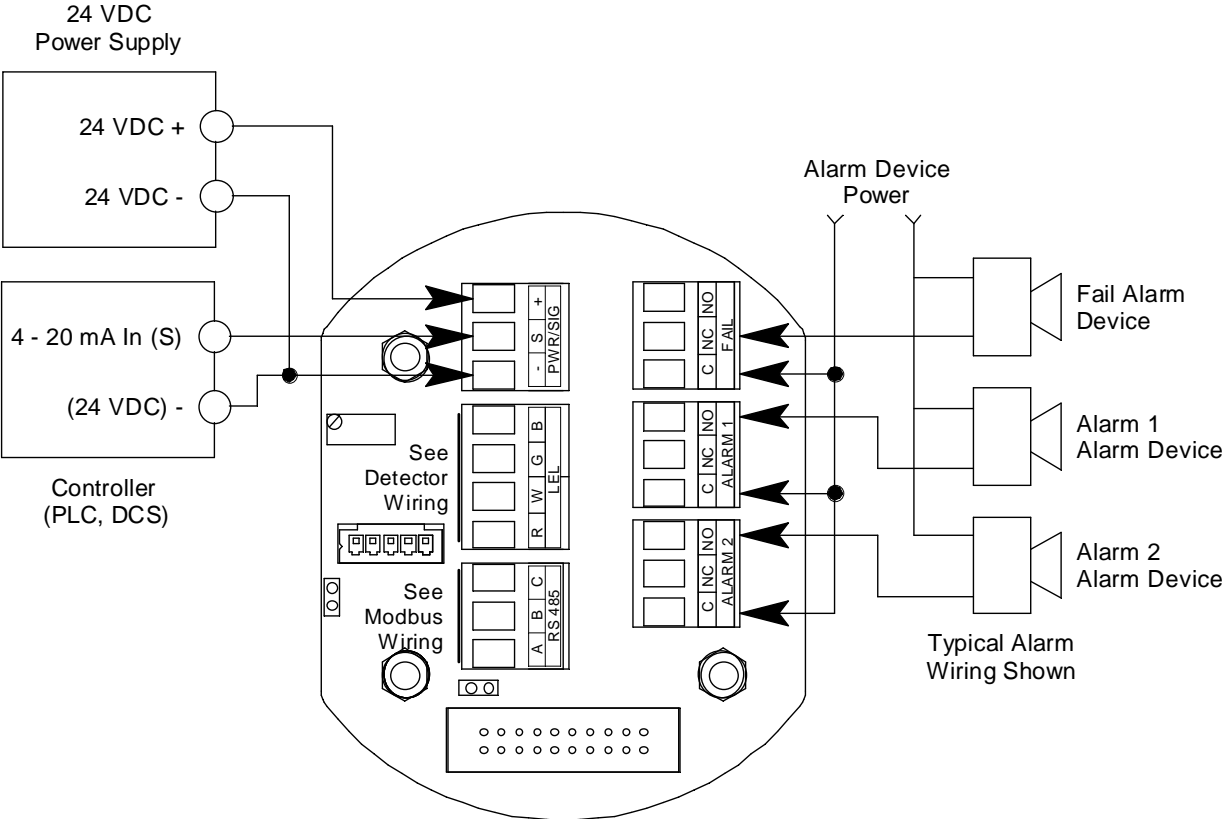 24 VDC
Power Supply
24 VDC +
24 VDC -
4 - 20 mA In (S)
(24 VDC) -
Controller
(PLC, DCS)
+
S
-
PWR/SIG
B
G
W
R
LEL
See
Detector
Wiring
C
B
A
RS 485
See
Modbus
Wiring
Alarm Device
Power
NO
NC
C
FAIL
NO
NC
C
ALARM 1
NO
NC
C
ALARM 2
Fail Alarm
Device
Alarm 1
Alarm Device
Alarm 2
Alarm Device
Typical Alarm
Wiring Shown